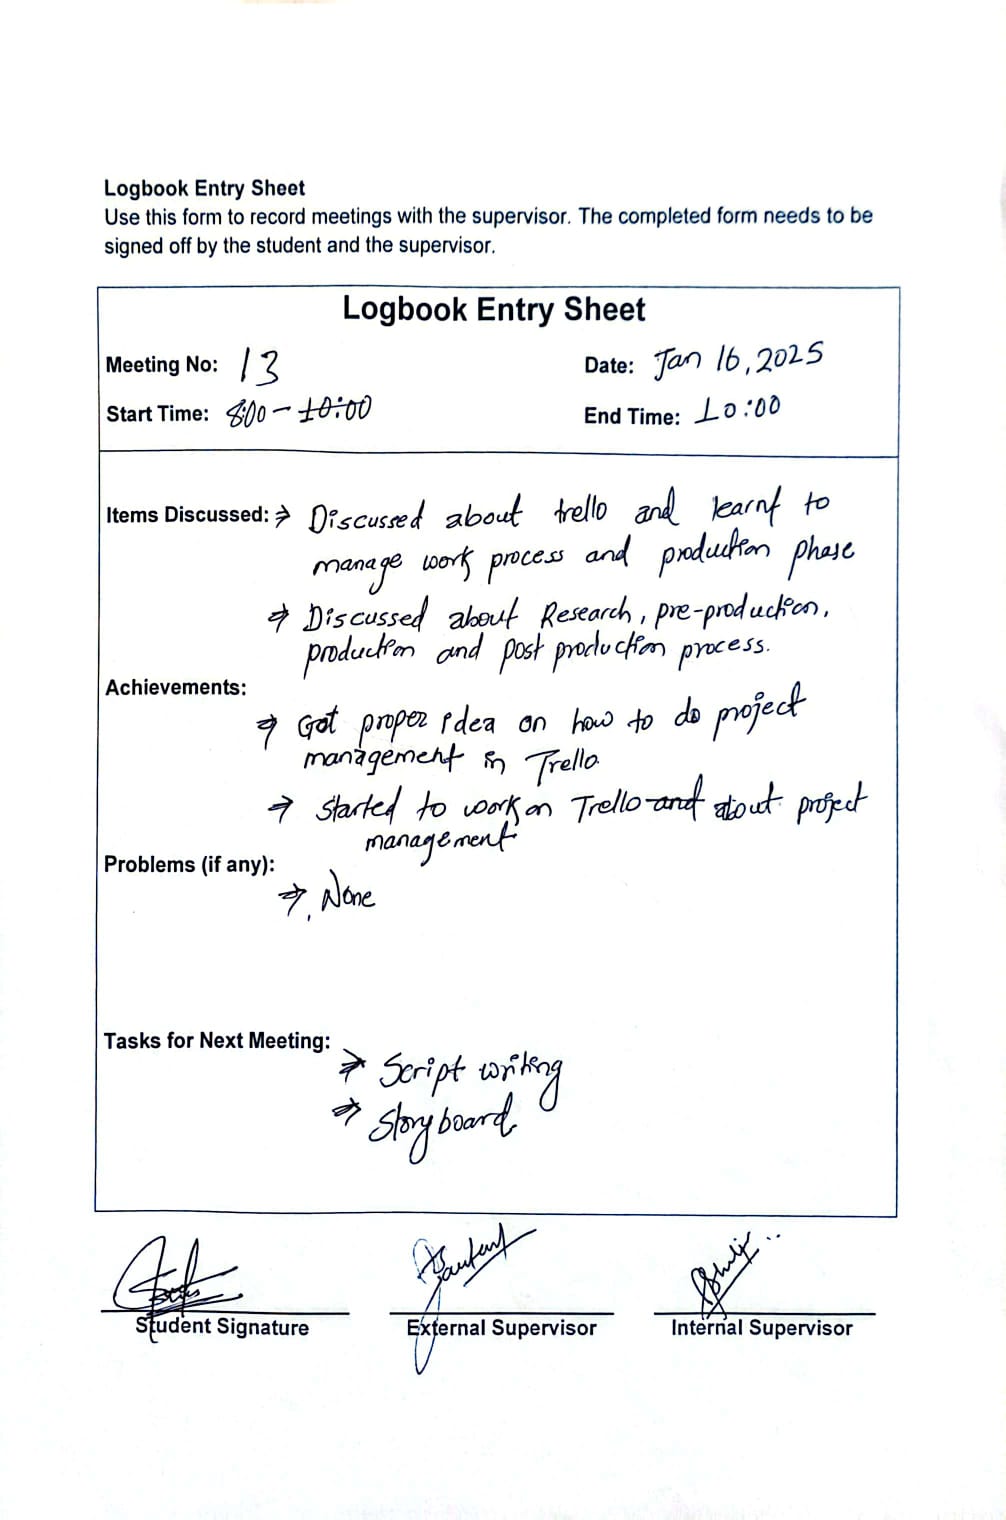 Logbook Entry Sheet
Use this form to record meetings with the supervisor. The completed form needs to be
signed off by the student and the supervisor.
Logbook Entry Sheet
Meeting No: 13
Date: Jan 16, 2025
Start Time: 8:00 - 10:00
End Time: 10:00
Items Discussed: → Discussed about trello and learnt to
manage work process and production phase
→ Discussed about Research, pre-production,
production and post production process.
Achievements:
→ Got proper idea on how to do project
management in Trello.
→ Started to work on Trello and about project
management
Problems (if any):
→ None
Tasks for Next Meeting:
→ Script writing
→ Storyboard
Student Signature
External Supervisor
Internal Supervisor